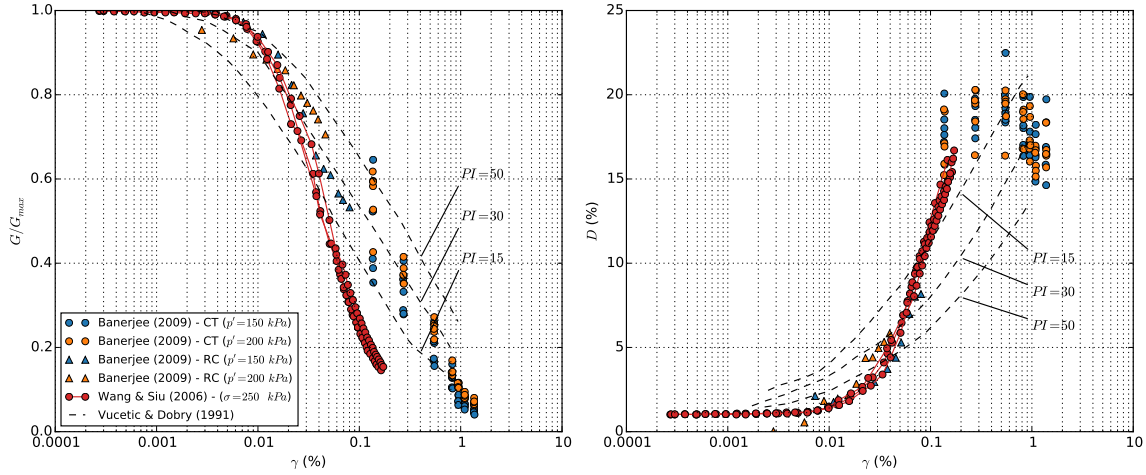 1.0
0.8
0.6
0.4
0.2
0.0
G/G_max
PI=50
PI=30
PI=15
Banerjee (2009) - CT (p′=150 kPa)
Banerjee (2009) - CT (p′=200 kPa)
Banerjee (2009) - RC (p′=150 kPa)
Banerjee (2009) - RC (p′=200 kPa)
Wang & Siu (2006) - (σ=250 kPa)
Vucetic & Dobry (1991)
0.0001 0.001 0.01 0.1 1.0 10
γ (%)
25
20
15
10
5
0
D (%)
PI=15
PI=30
PI=50
0.0001 0.001 0.01 0.1 1.0 10
γ (%)